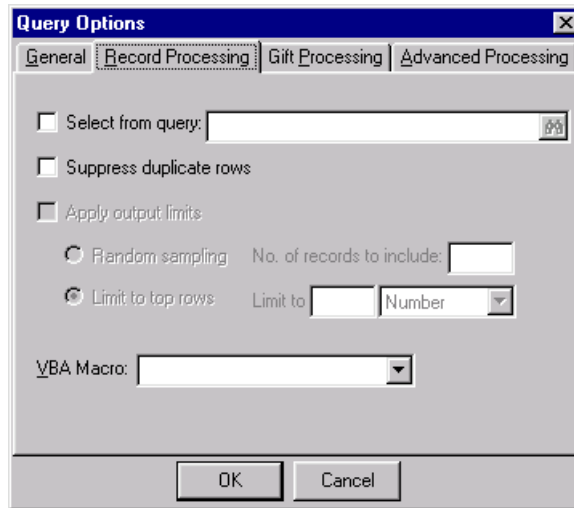 Query Options
General Record Processing Gift Processing Advanced Processing
Select from query:
Suppress duplicate rows
Apply output limits
Random sampling No. of records to include:
Limit to top rows Limit to Number
VBA Macro:
OK Cancel